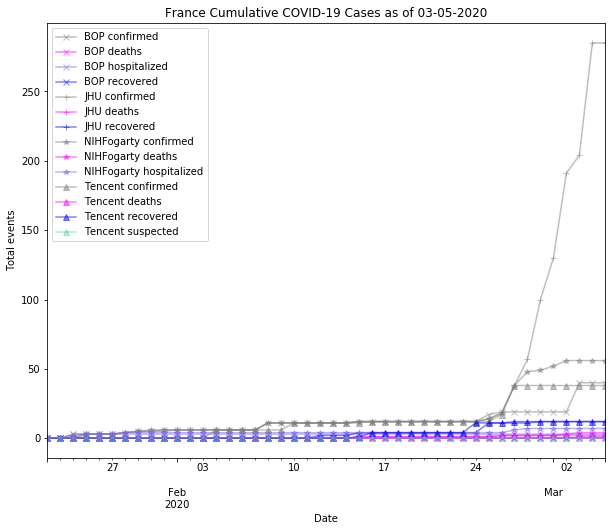 France Cumulative COVID-19 Cases as of 03-05-2020
BOP confirmed
BOP deaths
BOP hospitalized
BOP recovered
JHU confirmed
JHU deaths
JHU recovered
NIHFogarty confirmed
NIHFogarty deaths
NIHFogarty hospitalized
Tencent confirmed
Tencent deaths
Tencent recovered
Tencent suspected
Total events
250
200
150
100
50
0
27 03 10 17 24 02
Feb Mar
2020
Date